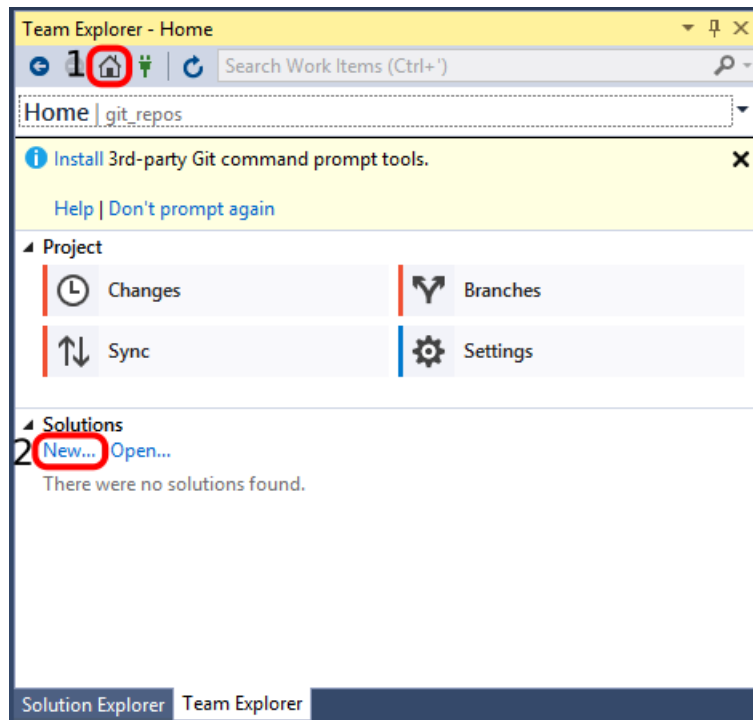 Team Explorer - Home
1
Search Work Items (Ctrl+')
Home | git_repos
Install 3rd-party Git command prompt tools.
Help | Don't prompt again
Project
Changes
Branches
Sync
Settings
Solutions
2 New... Open...
There were no solutions found.
Solution Explorer Team Explorer